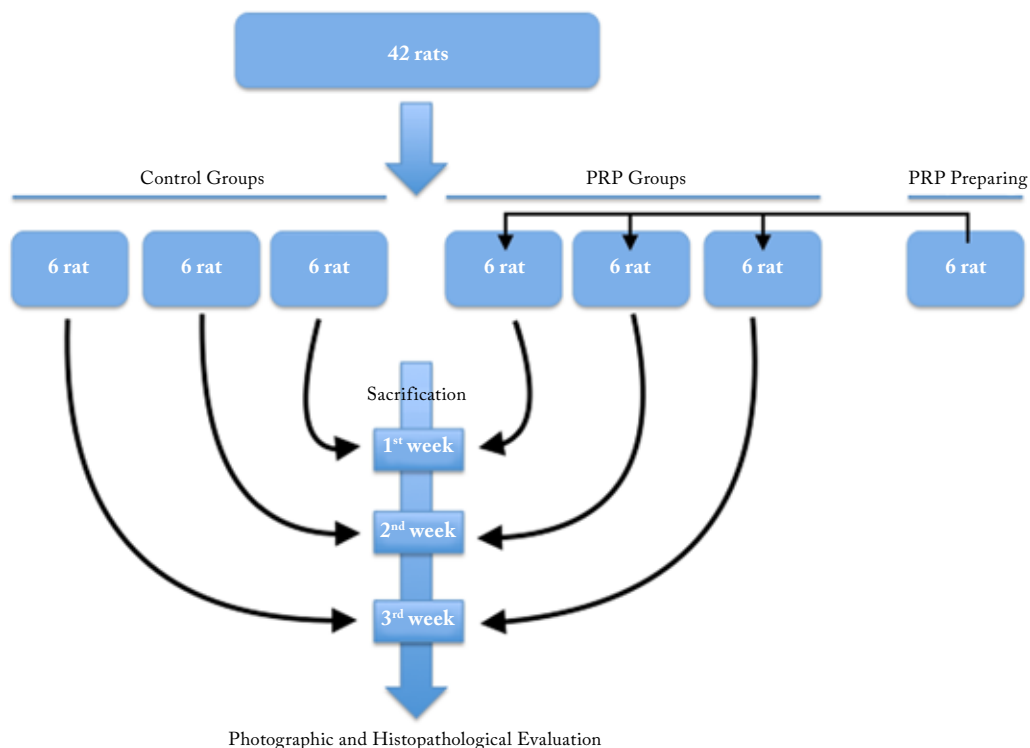 42 rats
Control Groups
PRP Groups
PRP Preparing
6 rat
6 rat
6 rat
6 rat
6 rat
6 rat
6 rat
Sacrification
1st week
2nd week
3rd week
Photographic and Histopathological Evaluation